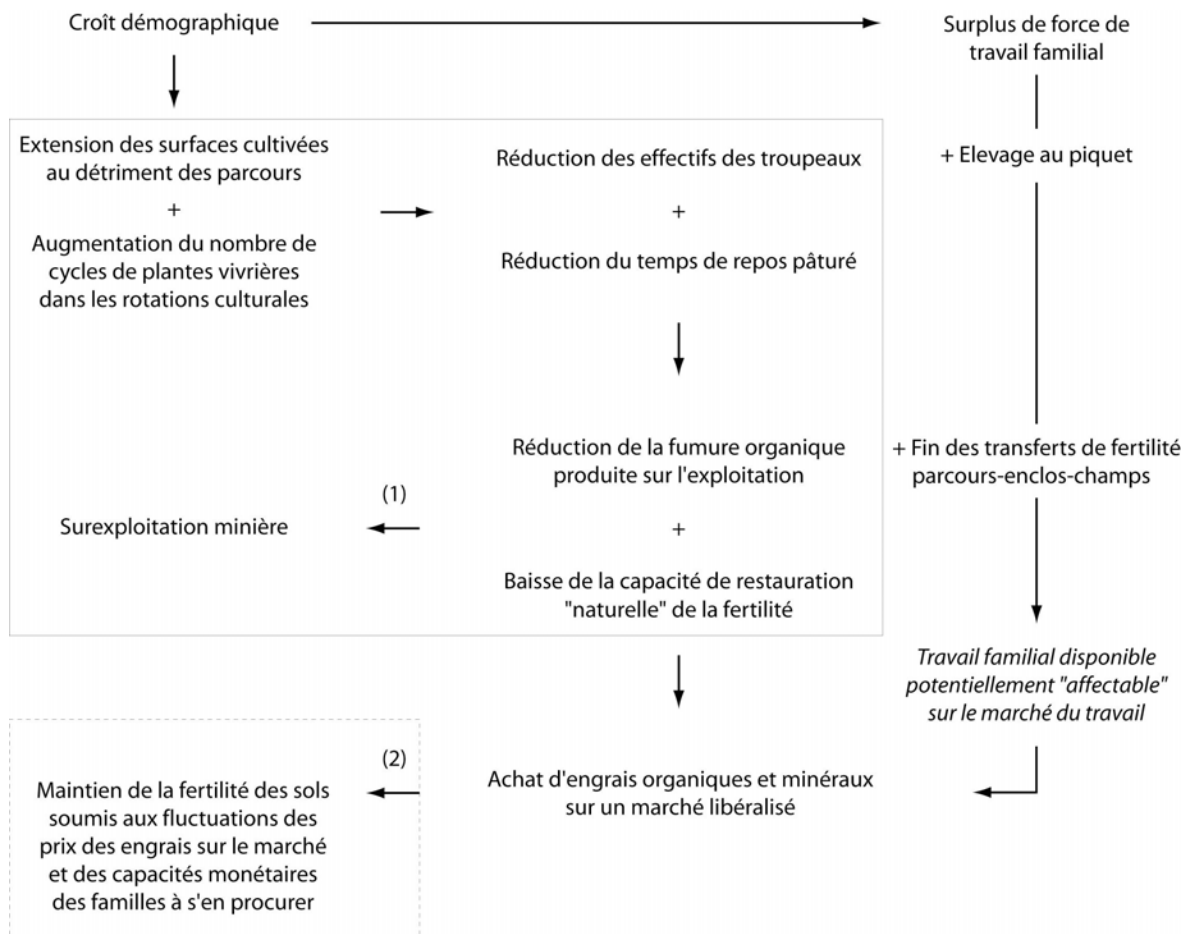 Croît démographique
Surplus de force de
travail familial
Extension des surfaces cultivées
au détriment des parcours
+
Augmentation du nombre de
cycles de plantes vivrières
dans les rotations culturales
Réduction des effectifs des troupeaux
+
Réduction du temps de repos pâturé
+ Elevage au piquet
Réduction de la fumure organique
produite sur l'exploitation
+
Baisse de la capacité de restauration
"naturelle" de la fertilité
+ Fin des transferts de fertilité
parcours-enclos-champs
(1)
Surexploitation minière
Travail familial disponible
potentiellement "affectable"
sur le marché du travail
Achat d'engrais organiques et minéraux
sur un marché libéralisé
(2)
Maintien de la fertilité des sols
soumis aux fluctuations des
prix des engrais sur le marché
et des capacités monétaires
des familles à s'en procurer